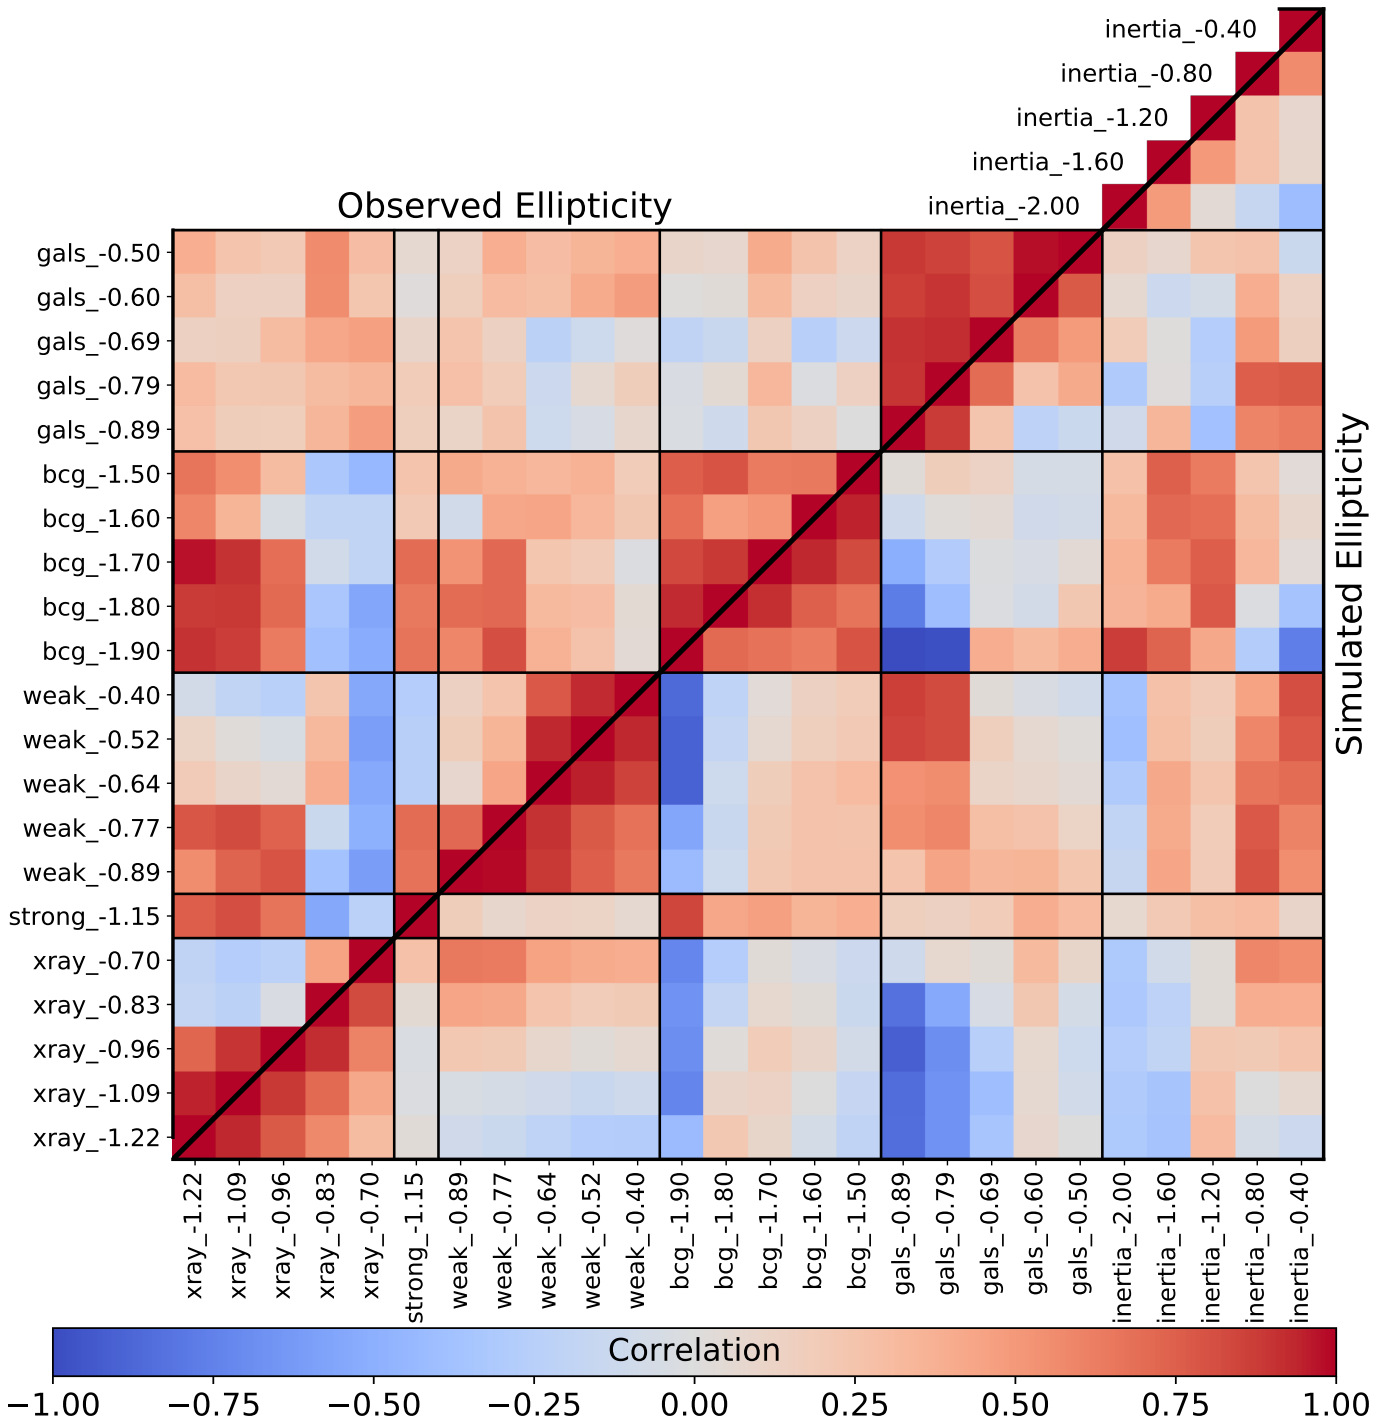 inertia_-0.40
inertia_-0.80
inertia_-1.20
inertia_-1.60
inertia_-2.00
Observed Ellipticity
gals_-0.50
gals_-0.60
gals_-0.69
gals_-0.79
gals_-0.89
bcg_-1.50
bcg_-1.60
bcg_-1.70
bcg_-1.80
bcg_-1.90
weak_-0.40
weak_-0.52
weak_-0.64
weak_-0.77
weak_-0.89
strong_-1.15
xray_-0.70
xray_-0.83
xray_-0.96
xray_-1.09
xray_-1.22
Simulated Ellipticity
xray_-1.22
xray_-1.09
xray_-0.96
xray_-0.83
xray_-0.70
strong_-1.15
weak_-0.89
weak_-0.77
weak_-0.64
weak_-0.52
weak_-0.40
bcg_-1.90
bcg_-1.80
bcg_-1.70
bcg_-1.60
bcg_-1.50
gals_-0.89
gals_-0.79
gals_-0.69
gals_-0.60
gals_-0.50
inertia_-2.00
inertia_-1.60
inertia_-1.20
inertia_-0.80
inertia_-0.40
Correlation
−1.00 −0.75 −0.50 −0.25 0.00 0.25 0.50 0.75 1.00